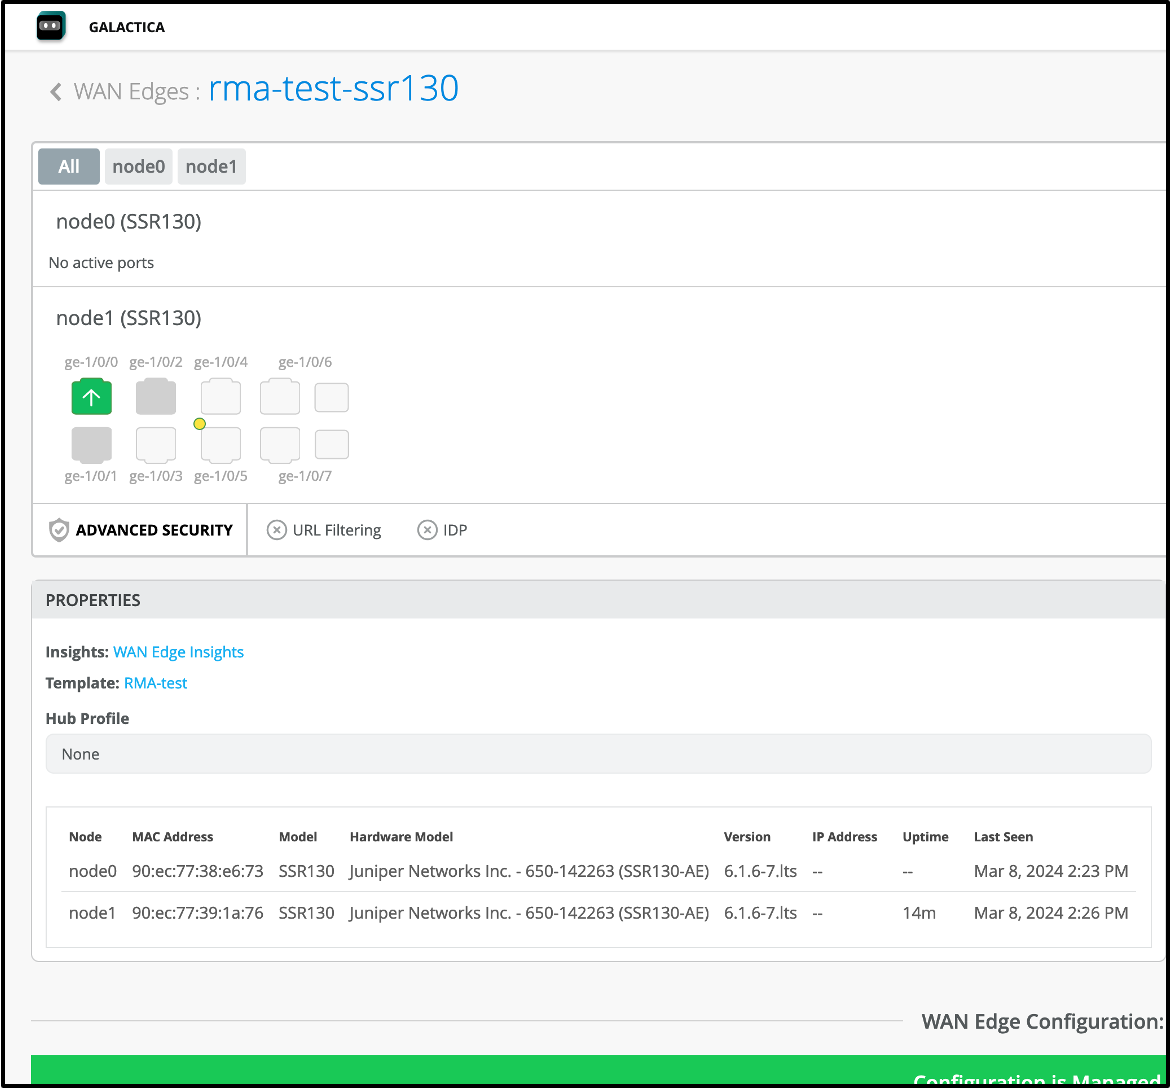 GALACTICA
WAN Edges : rma-test-ssr130
All node0 node1
node0 (SSR130)
No active ports
node1 (SSR130)
ge-1/0/0 ge-1/0/2 ge-1/0/4 ge-1/0/6
ge-1/0/1 ge-1/0/3 ge-1/0/5 ge-1/0/7
ADVANCED SECURITY URL Filtering IDP
PROPERTIES
Insights: WAN Edge Insights
Template: RMA-test
Hub Profile
None
Node MAC Address Model Hardware Model Version IP Address Uptime Last Seen
node0 90:ec:77:38:e6:73 SSR130 Juniper Networks Inc. - 650-142263 (SSR130-AE) 6.1.6-7.lts -- -- Mar 8, 2024 2:23 PM
node1 90:ec:77:39:1a:76 SSR130 Juniper Networks Inc. - 650-142263 (SSR130-AE) 6.1.6-7.lts -- 14m Mar 8, 2024 2:26 PM
WAN Edge Configuration:
Configuration is Managed